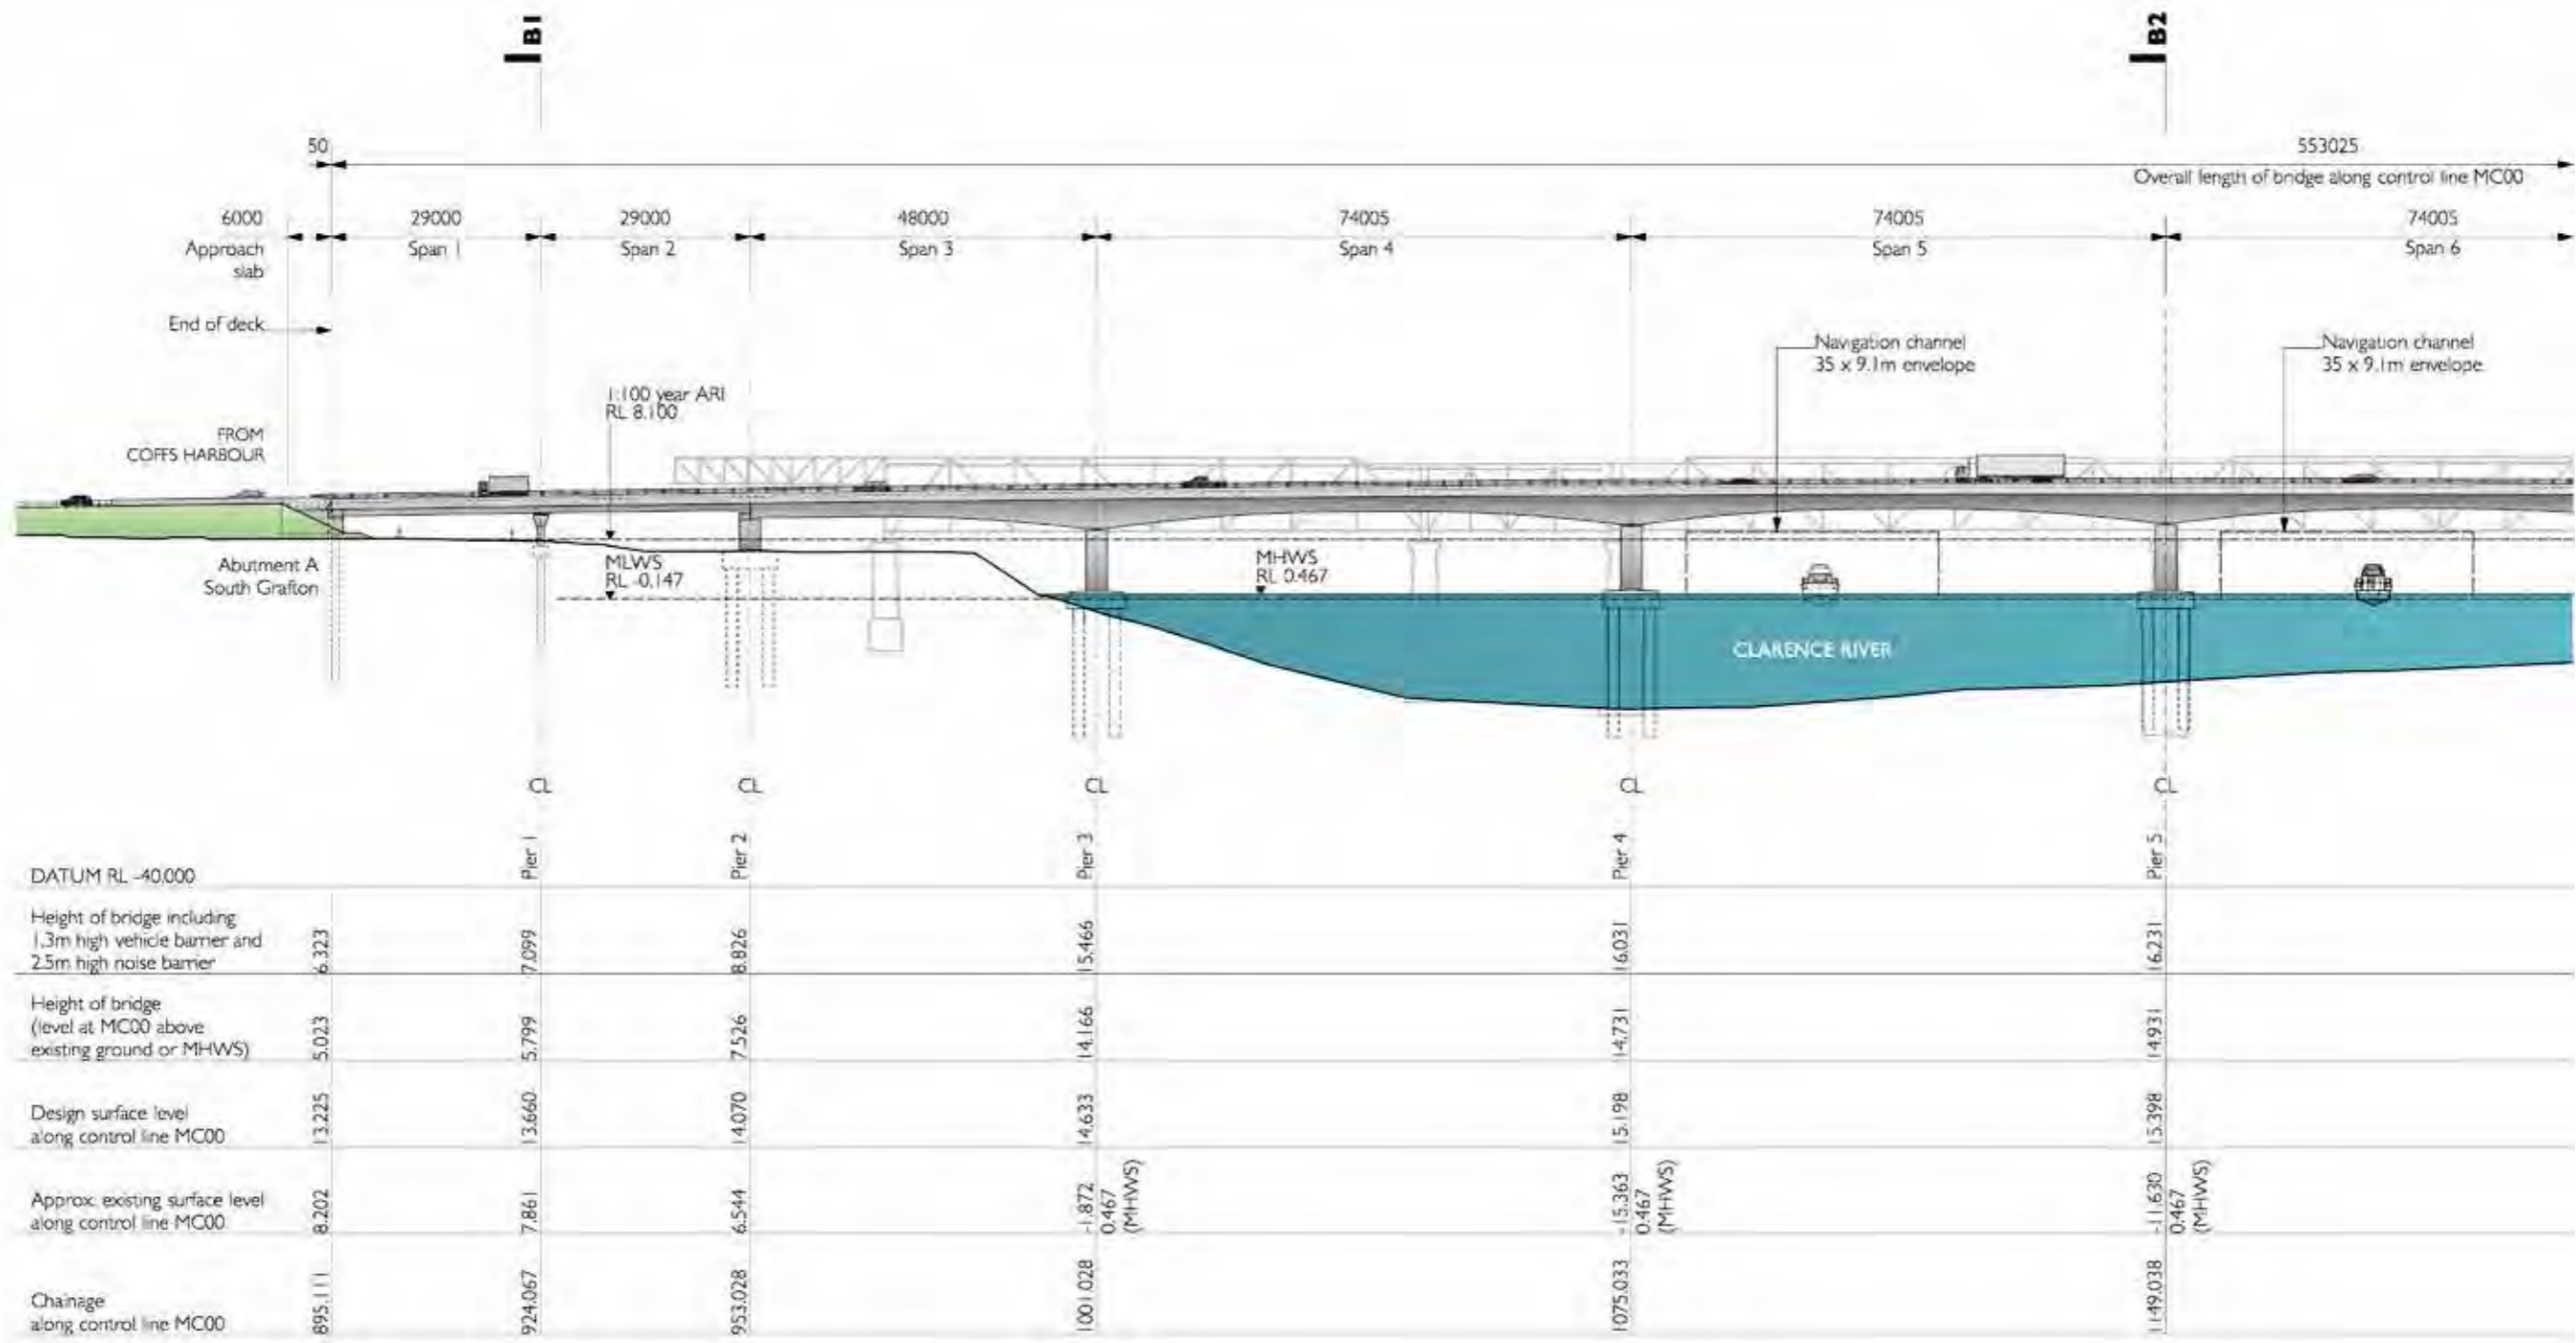 B1
B2
50
553025
Overall length of bridge along control line MC00
6000
29000
29000
48000
74005
74005
74005
Approach
slab
Span 1
Span 2
Span 3
Span 4
Span 5
Span 6
End of deck
Navigation channel
35 x 9.1m envelope
Navigation channel
35 x 9.1m envelope
1:100 year ARI
RL 8.100
FROM
COFFS HARBOUR
Abutment A
South Grafton
MLWS
RL -0.147
MHWS
RL 0.467
CLARENCE RIVER
CL
CL
CL
CL
CL
Pier 1
Pier 2
Pier 3
Pier 4
Pier 5
DATUM RL -40.000
Height of bridge including
1.3m high vehicle barrier and
2.5m high noise barrier
6.323
7.099
8.826
15.466
16.031
16.231
Height of bridge
(level at MC00 above
existing ground or MHWS)
5.023
5.799
7.526
14.166
14.731
14.931
Design surface level
along control line MC00
13.225
13.660
14.070
14.633
15.198
15.398
Approx. existing surface level
along control line MC00
8.202
7.861
6.544
-1.872
0.467
(MHWS)
-15.363
0.467
(MHWS)
-11.630
0.467
(MHWS)
Chainage
along control line MC00
895.111
924.067
953.028
1001.028
1075.033
1149.038